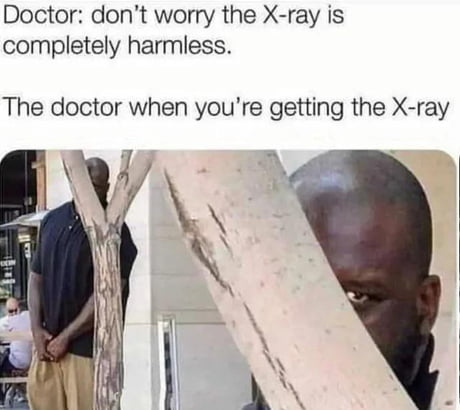 Doctor: don't worry the X-ray is
completely harmless.
The doctor when you're getting the X-ray